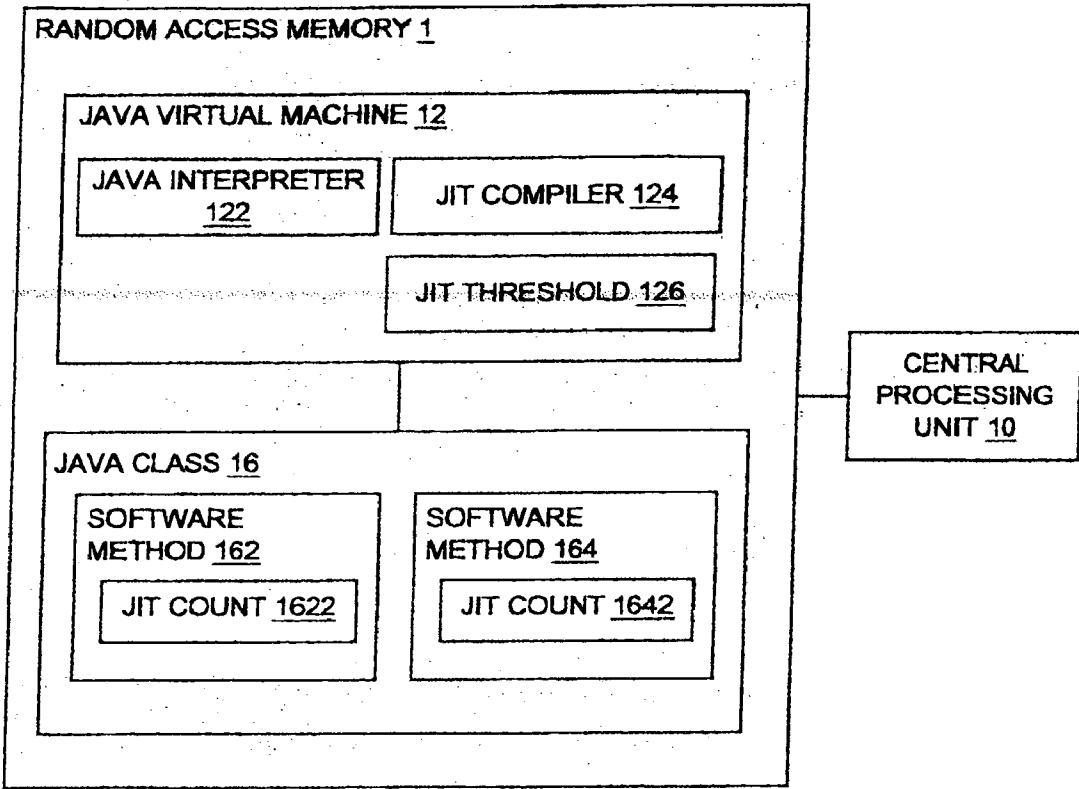 RANDOM ACCESS MEMORY 1
JAVA VIRTUAL MACHINE 12
JAVA INTERPRETER
122
JIT COMPILER 124
JIT THRESHOLD 126
CENTRAL
PROCESSING
UNIT 10
JAVA CLASS 16
SOFTWARE
METHOD 162
JIT COUNT 1622
SOFTWARE
METHOD 164
JIT COUNT 1642